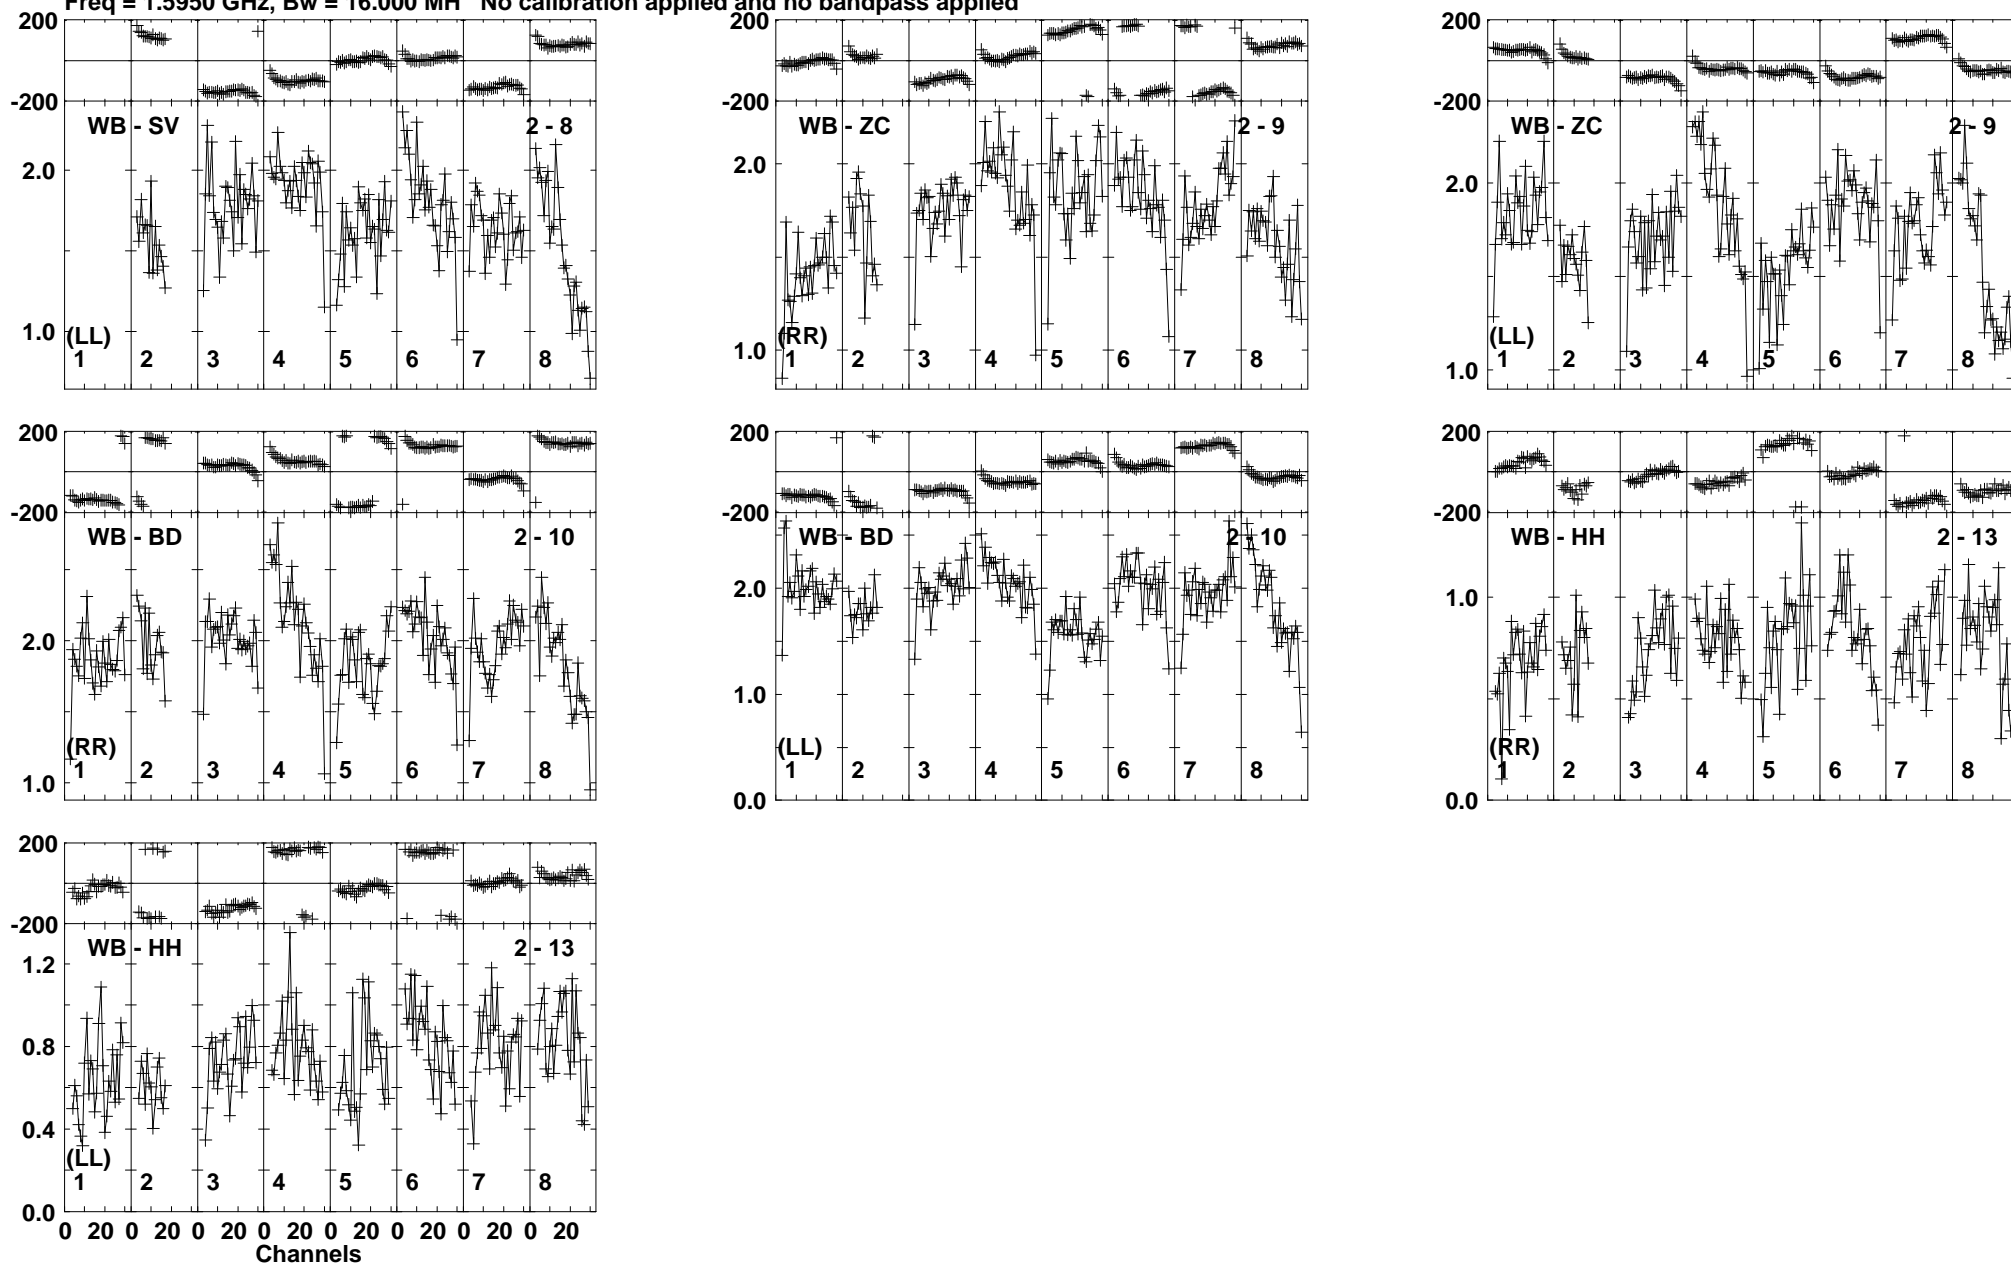 Freq = 1.5950 GHz, Bw = 16.000 MH No calibration applied and no bandpass applied
200
-200
WB - SV 2 - 8
2.0
1.0
(LL)
1 2 3 4 5 6 7 8
200
-200
WB - ZC 2 - 9
2.0
1.0
(RR)
1 2 3 4 5 6 7 8
200
-200
WB - ZC 2 - 9
2.0
1.0
(LL)
1 2 3 4 5 6 7 8
200
-200
WB - BD 2 - 10
2.0
1.0
(RR)
1 2 3 4 5 6 7 8
200
-200
WB - BD 2 - 10
2.0
1.0
0.0
(LL)
1 2 3 4 5 6 7 8
200
-200
WB - HH 2 - 13
1.0
0.0
(RR)
1 2 3 4 5 6 7 8
200
-200
WB - HH 2 - 13
1.2
0.8
0.4
0.0
(LL)
1 2 3 4 5 6 7 8
0 20 0 20 0 20 0 20 0 20 0 20 0 20 0 20
Channels